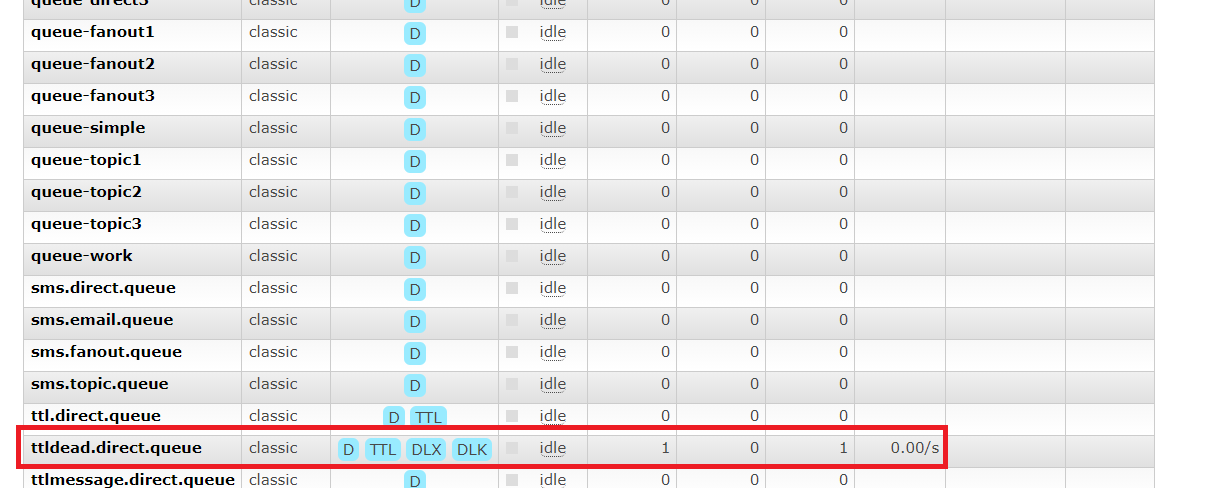 queue-direct3 classic D idle 0 0 0
queue-fanout1 classic D idle 0 0 0
queue-fanout2 classic D idle 0 0 0
queue-fanout3 classic D idle 0 0 0
queue-simple classic D idle 0 0 0
queue-topic1 classic D idle 0 0 0
queue-topic2 classic D idle 0 0 0
queue-topic3 classic D idle 0 0 0
queue-work classic D idle 0 0 0
sms.direct.queue classic D idle 0 0 0
sms.email.queue classic D idle 0 0 0
sms.fanout.queue classic D idle 0 0 0
sms.topic.queue classic D idle 0 0 0
ttl.direct.queue classic D TTL idle 0 0 0
ttldead.direct.queue classic D TTL DLX DLK idle 1 0 1 0.00/s
ttlmessage.direct.queue classic D idle 0 0 0